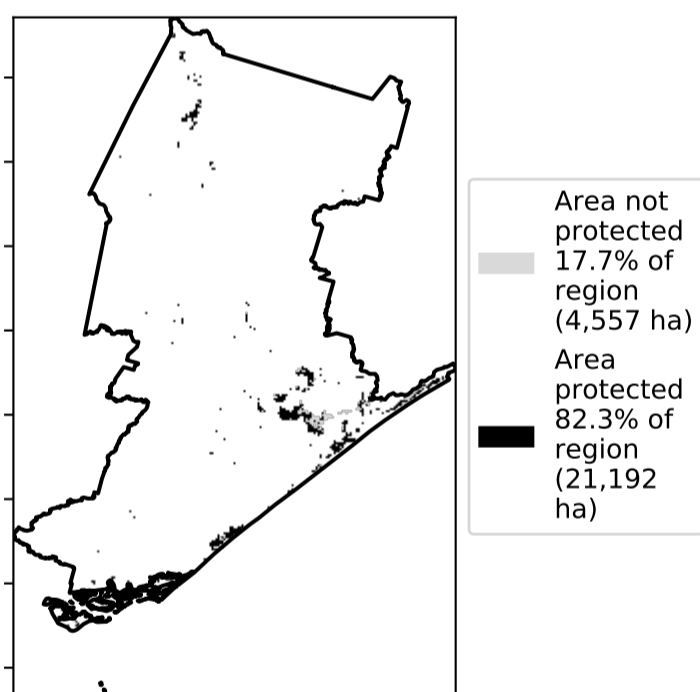 Area not
protected
17.7% of
region
(4,557 ha)
Area
protected
82.3% of
region
(21,192
ha)